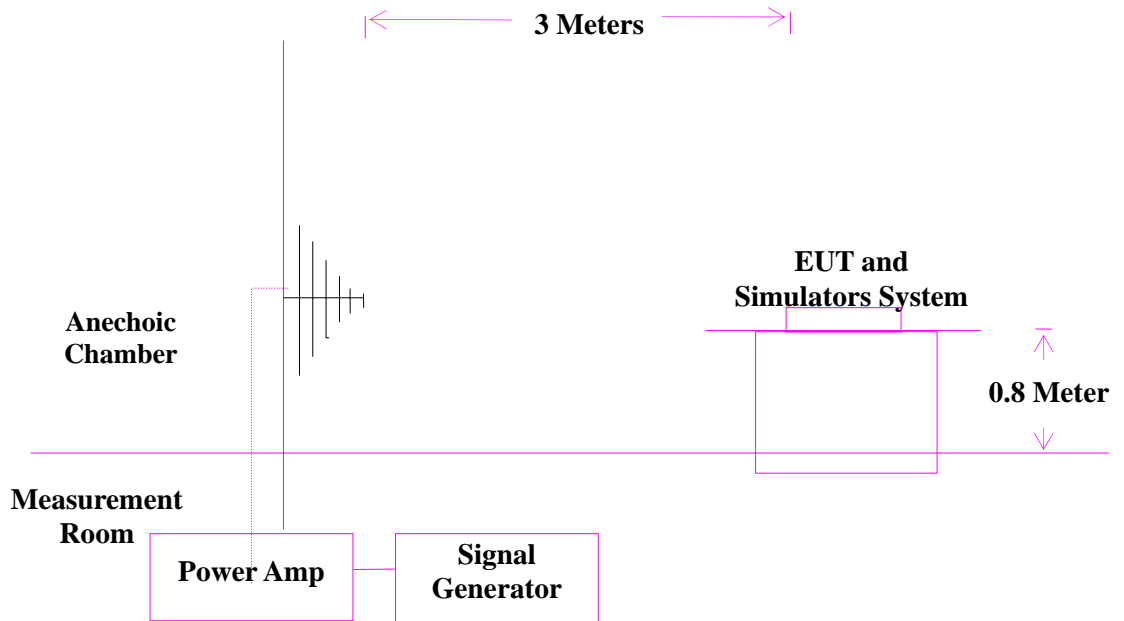 3 Meters
EUT and
Simulators System
Anechoic
Chamber
0.8 Meter
Measurement
Room
Power Amp
Signal
Generator